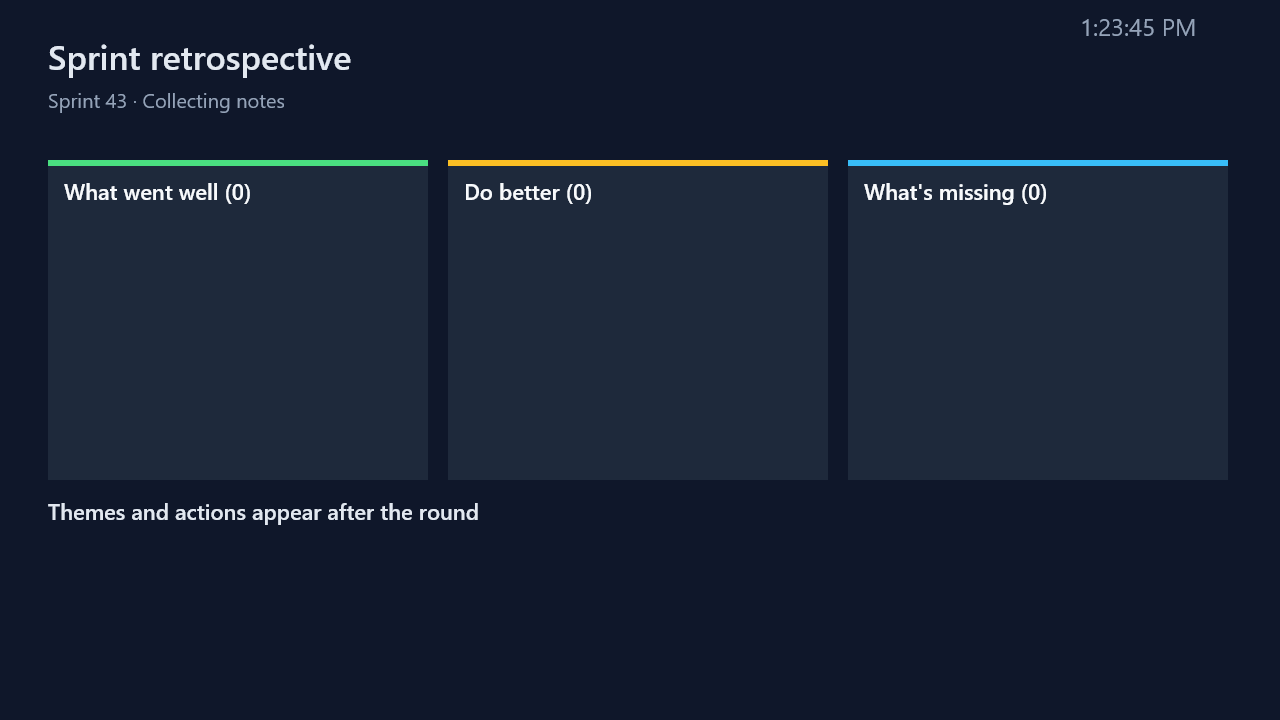 1:23:45 PM
Sprint retrospective
Sprint 43 · Collecting notes
What went well (0)
Do better (0)
What's missing (0)
Themes and actions appear after the round